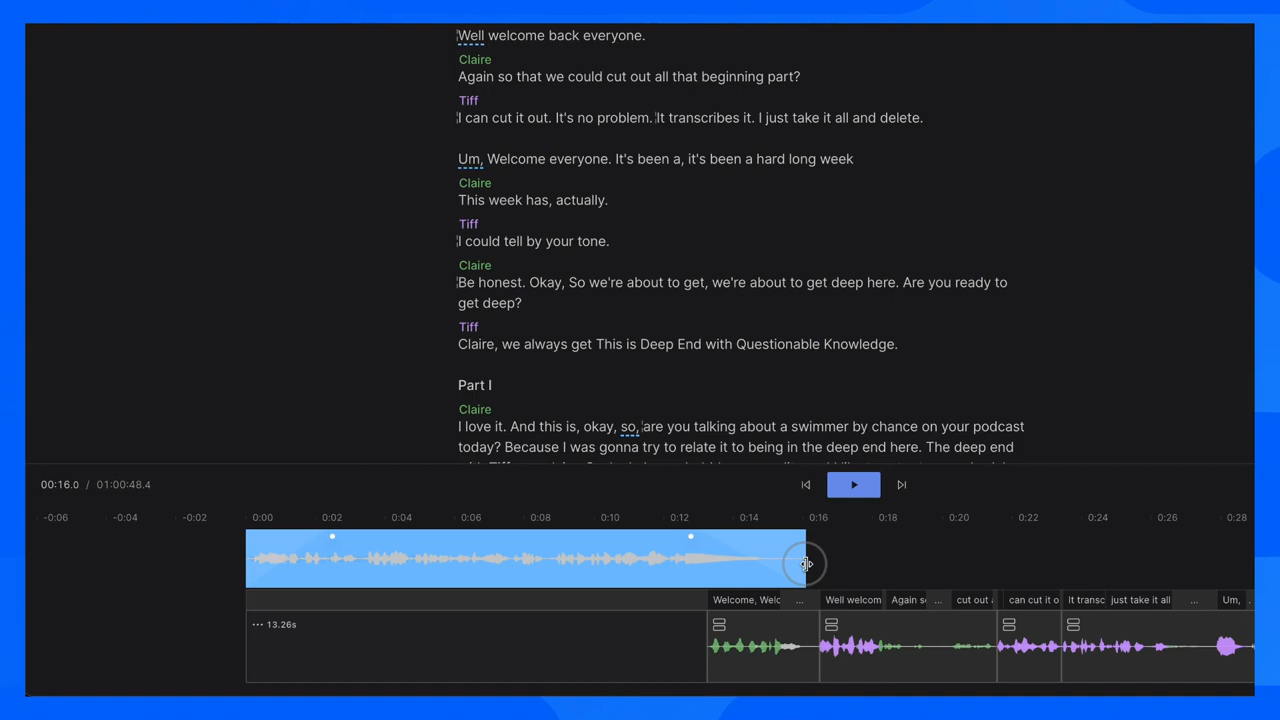 Well welcome back everyone.
Claire
Again so that we could cut out all that beginning part?
Tiff
I can cut it out. It's no problem. It transcribes it. I just take it all and delete.
Um, Welcome everyone. It's been a, it's been a hard long week
Claire
This week has, actually.
Tiff
I could tell by your tone.
Claire
Be honest. Okay, So we're about to get, we're about to get deep here. Are you ready to
get deep?
Tiff
Claire, we always get This is Deep End with Questionable Knowledge.
Part I
Claire
I love it. And this is, okay, so, are you talking about a swimmer by chance on your podcast
today? Because I was gonna try to relate it to being in the deep end here. The deep end
00:16.0 / 01:00:48.4
-0:06 -0:04 -0:02 0:00 0:02 0:04 0:06 0:08 0:10 0:12 0:14 0:16 0:18 0:20 0:22 0:24 0:26 0:28
Welcome, Welc ... Well welcom Again s ... cut out can cut it o It transc just take it all ... Um, .
··· 13.26s